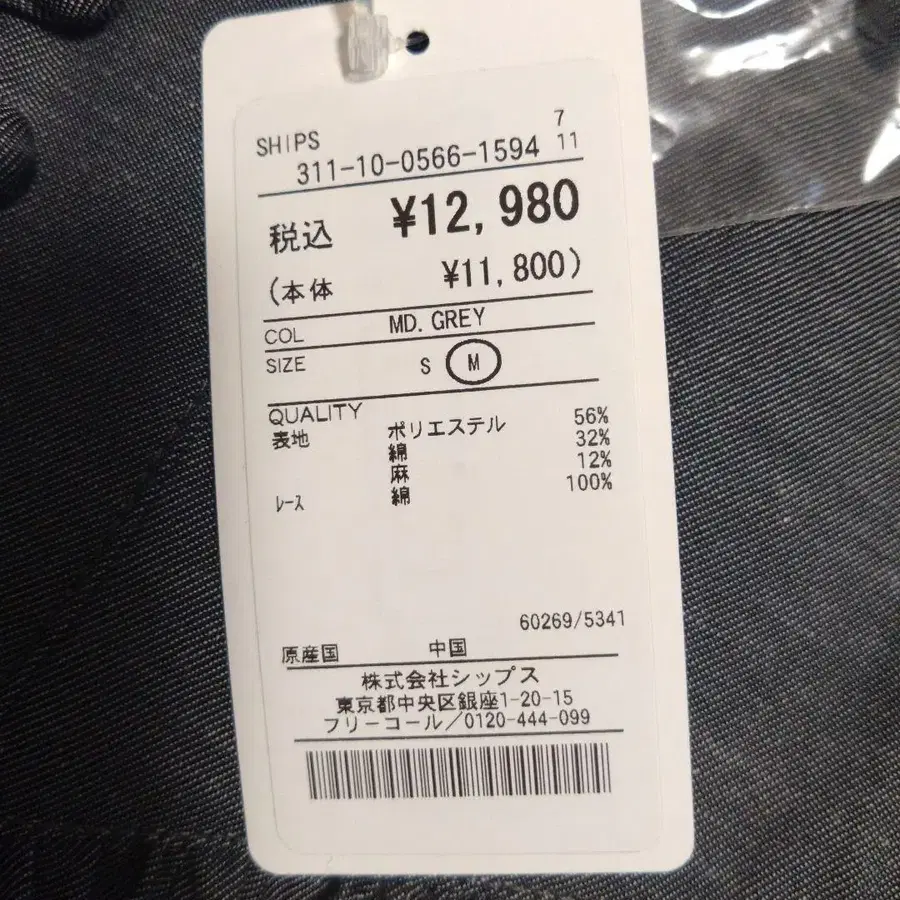 SHIPS
7
311-10-0566-1594 11
税込 ¥12,980
(本体 ¥11,800)
COL MD. GREY
SIZE S M
QUALITY
表地 ポリエステル 56%
綿 32%
麻 12%
レース 綿 100%
60269/5341
原産国 中国
株式会社シップス
東京都中央区銀座1-20-15
フリーコール/0120-444-099